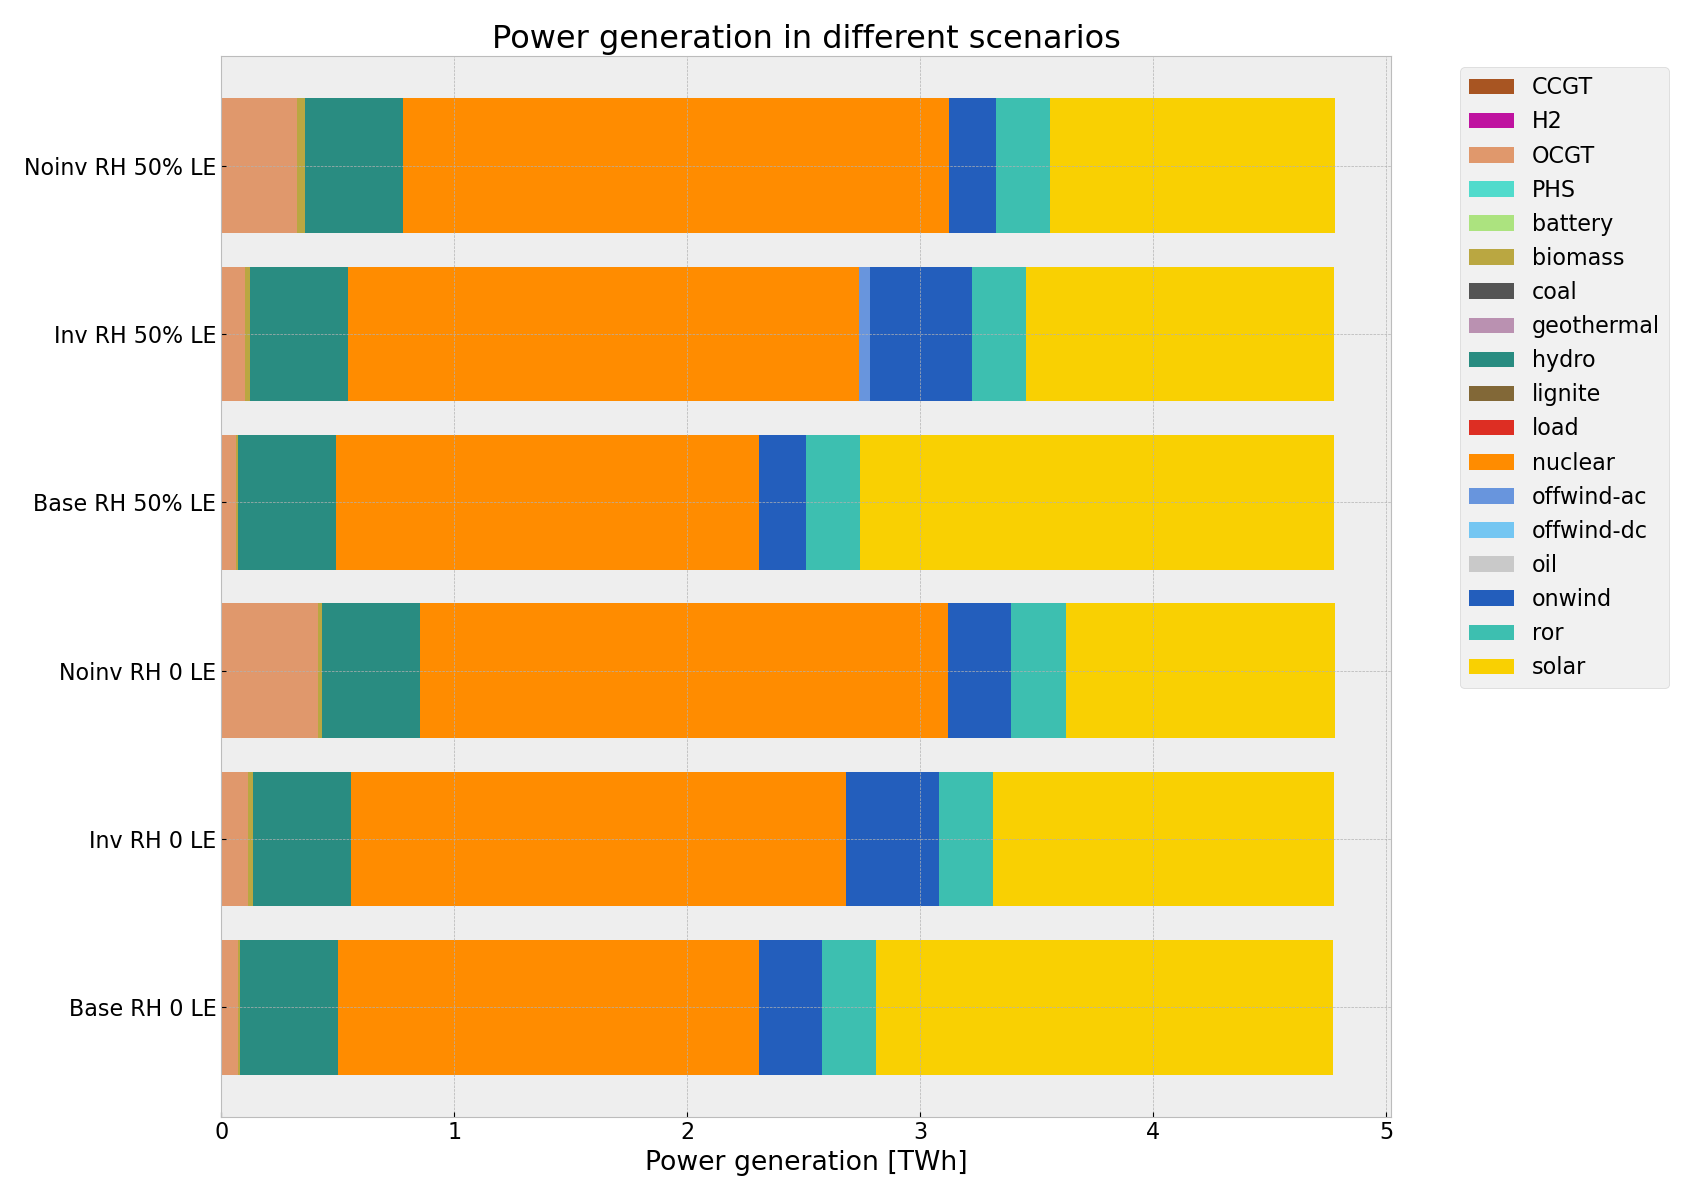 Power generation in different scenarios
Noinv RH 50% LE
Inv RH 50% LE
Base RH 50% LE
Noinv RH 0 LE
Inv RH 0 LE
Base RH 0 LE
0 1 2 3 4 5
Power generation [TWh]
CCGT
H2
OCGT
PHS
battery
biomass
coal
geothermal
hydro
lignite
load
nuclear
offwind-ac
offwind-dc
oil
onwind
ror
solar